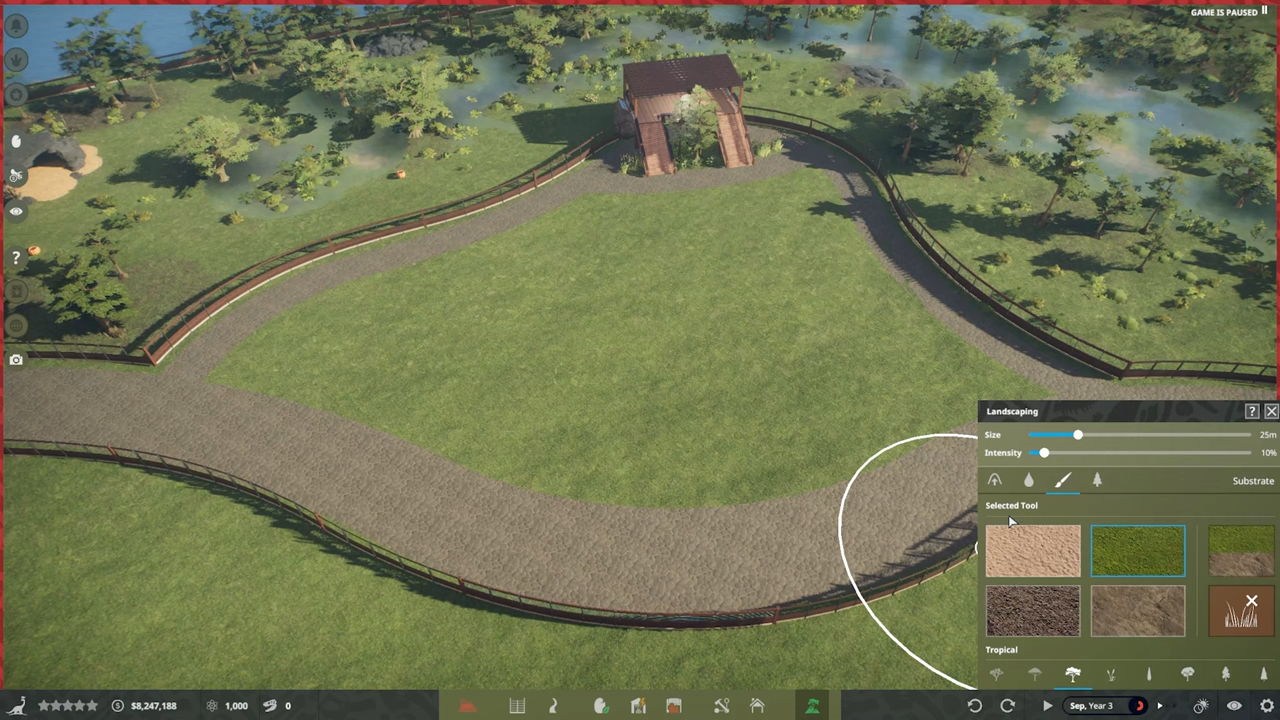 GAME IS PAUSED
?
Landscaping
?
Size
25m
Intensity
10%
Substrate
Selected Tool
Tropical
$8,247,188
1,000
0
Sep, Year 3